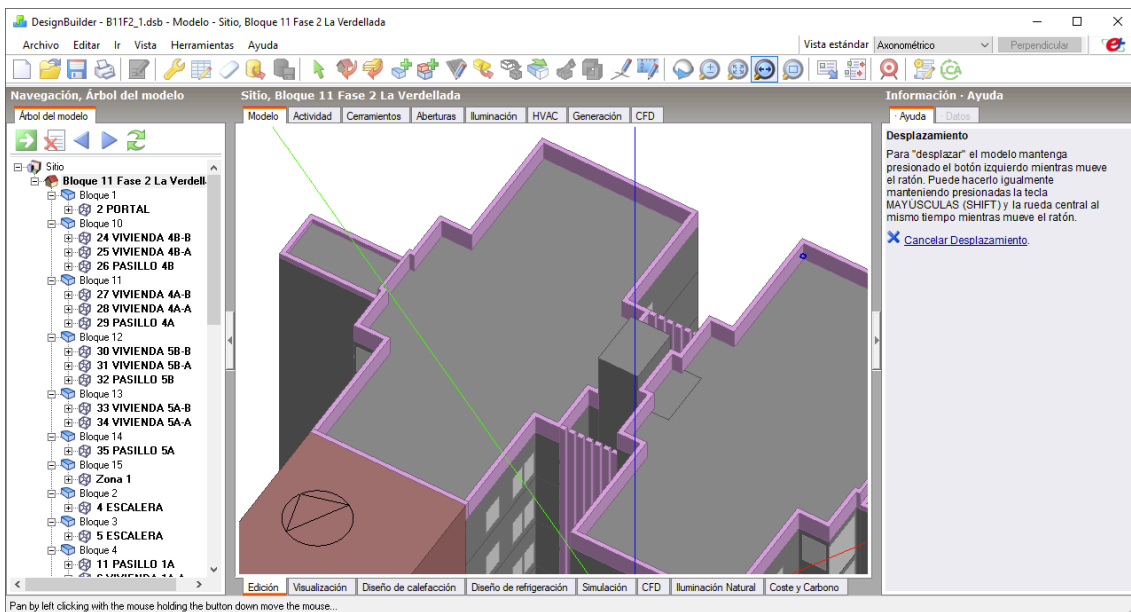 DesignBuilder - B11F2_1.dsb - Modelo - Sitio, Bloque 11 Fase 2 La Verdellada
Archivo Editar Ir Vista Herramientas Ayuda
Vista estándar Axonométrico Perpendicular
Navegación, Árbol del modelo
Árbol del modelo
Sitio
Bloque 11 Fase 2 La Verdell
Bloque 1
2 PORTAL
Bloque 10
24 VIVIENDA 4B-B
25 VIVIENDA 4B-A
26 PASILLO 4B
Bloque 11
27 VIVIENDA 4A-B
28 VIVIENDA 4A-A
29 PASILLO 4A
Bloque 12
30 VIVIENDA 5B-B
31 VIVIENDA 5B-A
32 PASILLO 5B
Bloque 13
33 VIVIENDA 5A-B
34 VIVIENDA 5A-A
Bloque 14
35 PASILLO 5A
Bloque 15
Zona 1
Bloque 2
4 ESCALERA
Bloque 3
5 ESCALERA
Bloque 4
11 PASILLO 1A
Sitio, Bloque 11 Fase 2 La Verdellada
Modelo Actividad Cerramientos Aberturas Iluminación HVAC Generación CFD
Edición Visualización Diseño de calefacción Diseño de refrigeración Simulación CFD Iluminación Natural Coste y Carbono
Información · Ayuda
· Ayuda · Datos
Desplazamiento
Para "desplazar" el modelo mantenga
presionado el botón izquierdo mientras mueve
el ratón. Puede hacerlo igualmente
manteniendo presionadas la tecla
MAYÚSCULAS (SHIFT) y la rueda central al
mismo tiempo mientras mueve el ratón.
Cancelar Desplazamiento.
Pan by left clicking with the mouse holding the button down move the mouse...